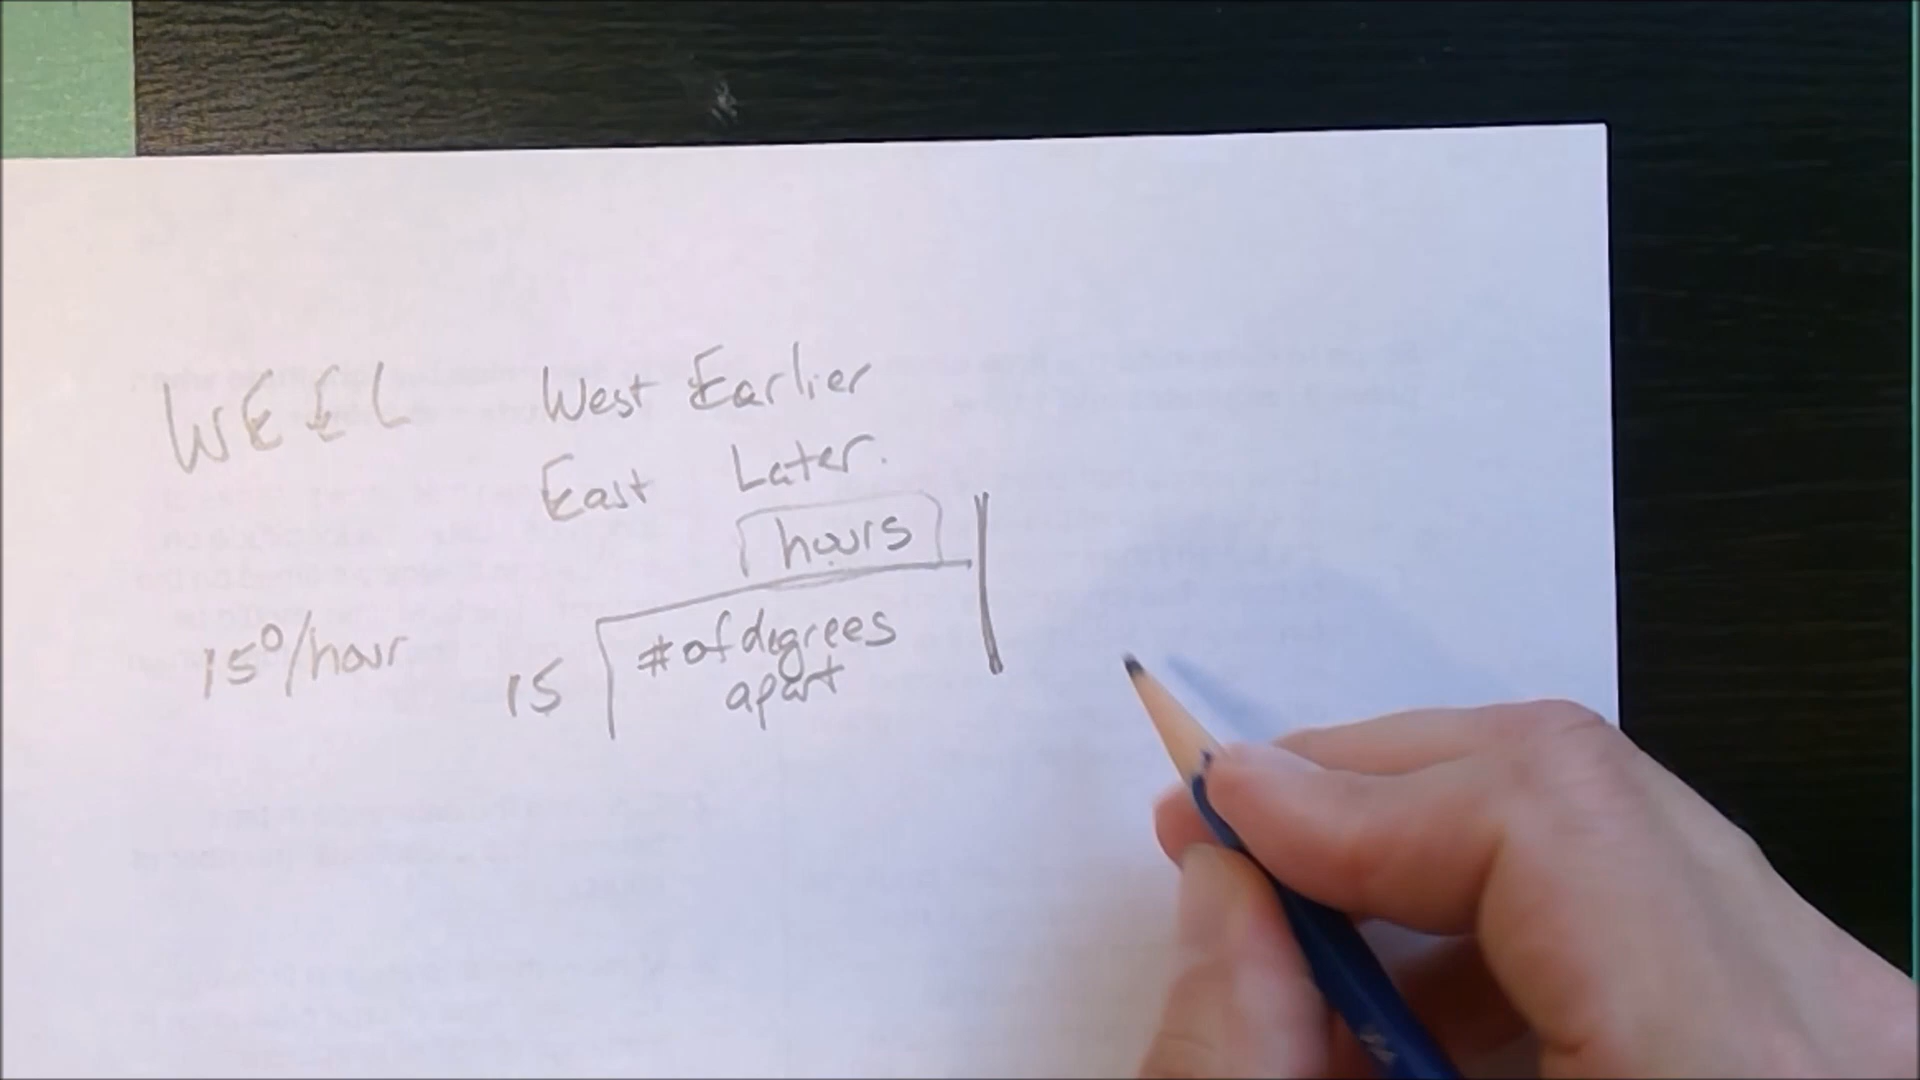 WEEL West Earlier
East Later.
hours
15°/hour 15 # of degrees
apart